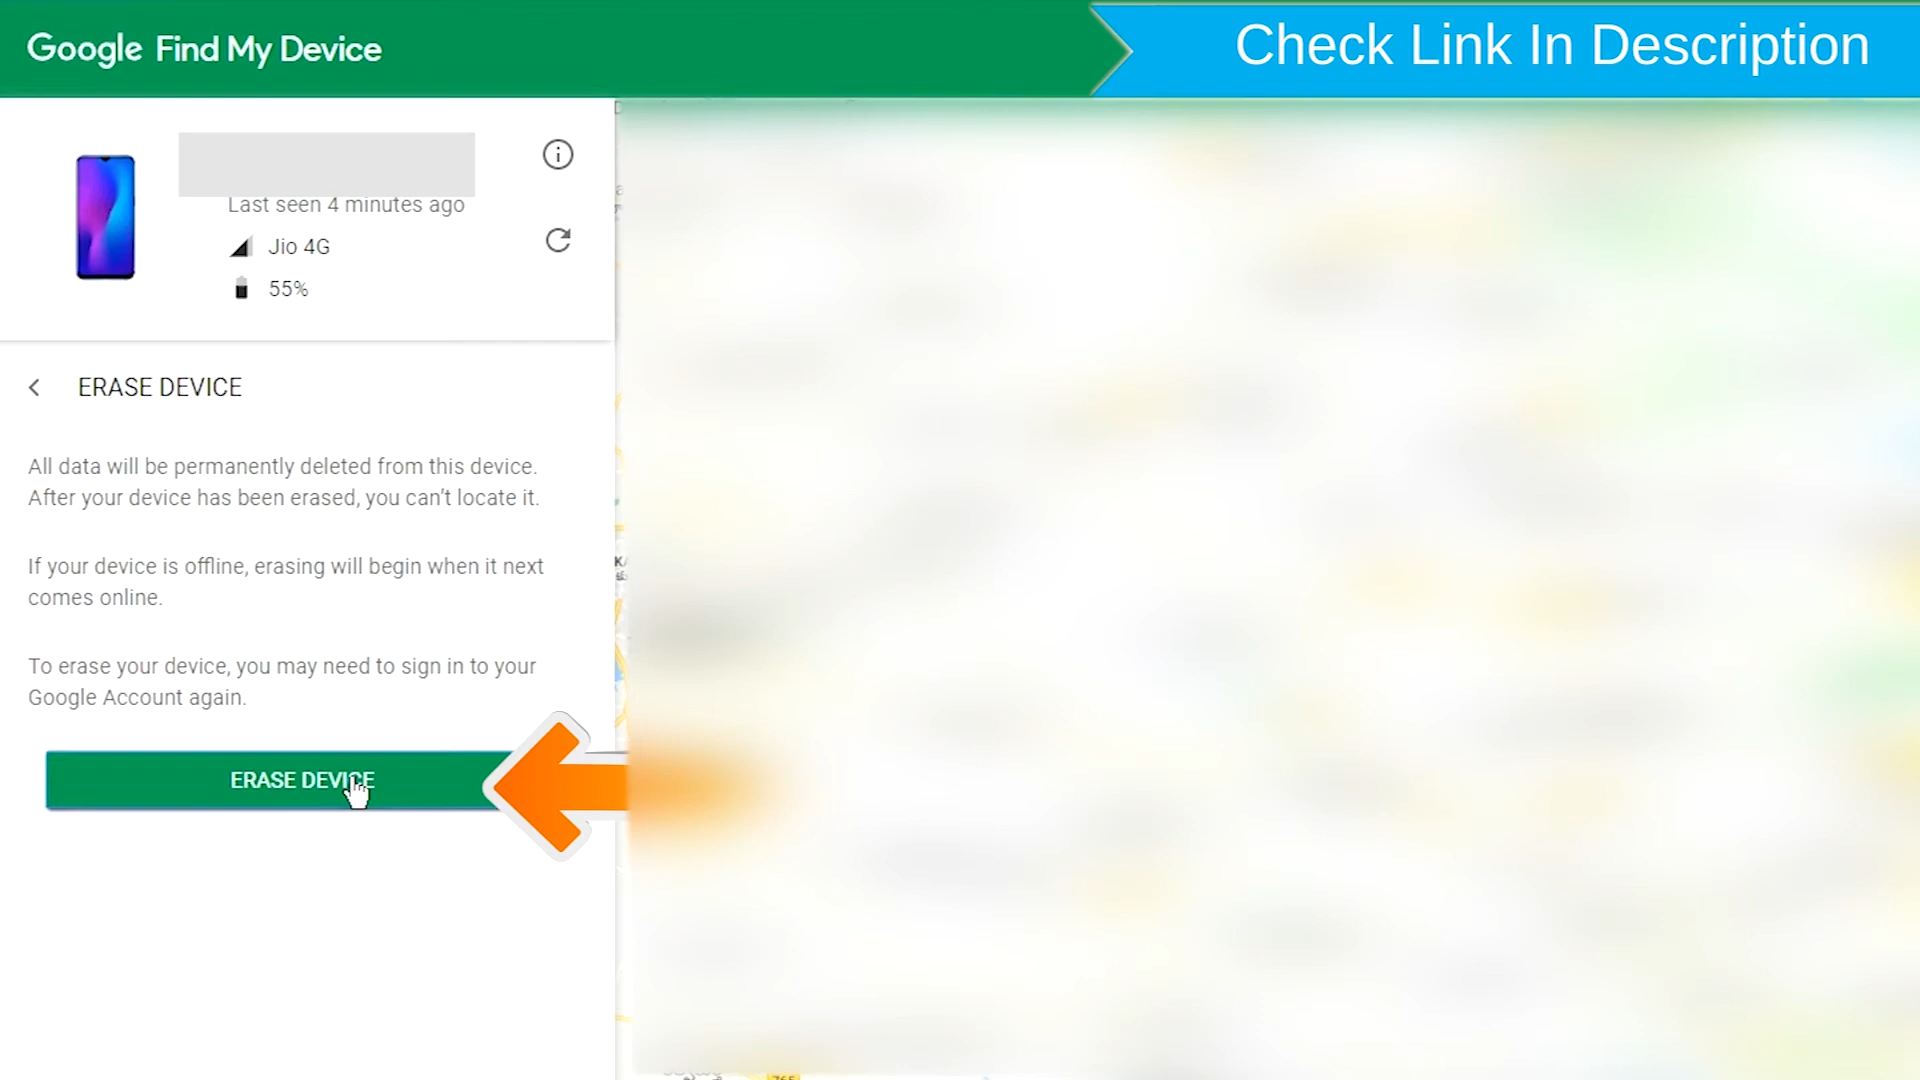 Google Find My Device
Check Link In Description
Last seen 4 minutes ago
Jio 4G
55%
ERASE DEVICE
All data will be permanently deleted from this device.
After your device has been erased, you can't locate it.
If your device is offline, erasing will begin when it next
comes online.
To erase your device, you may need to sign in to your
Google Account again.
ERASE DEVICE